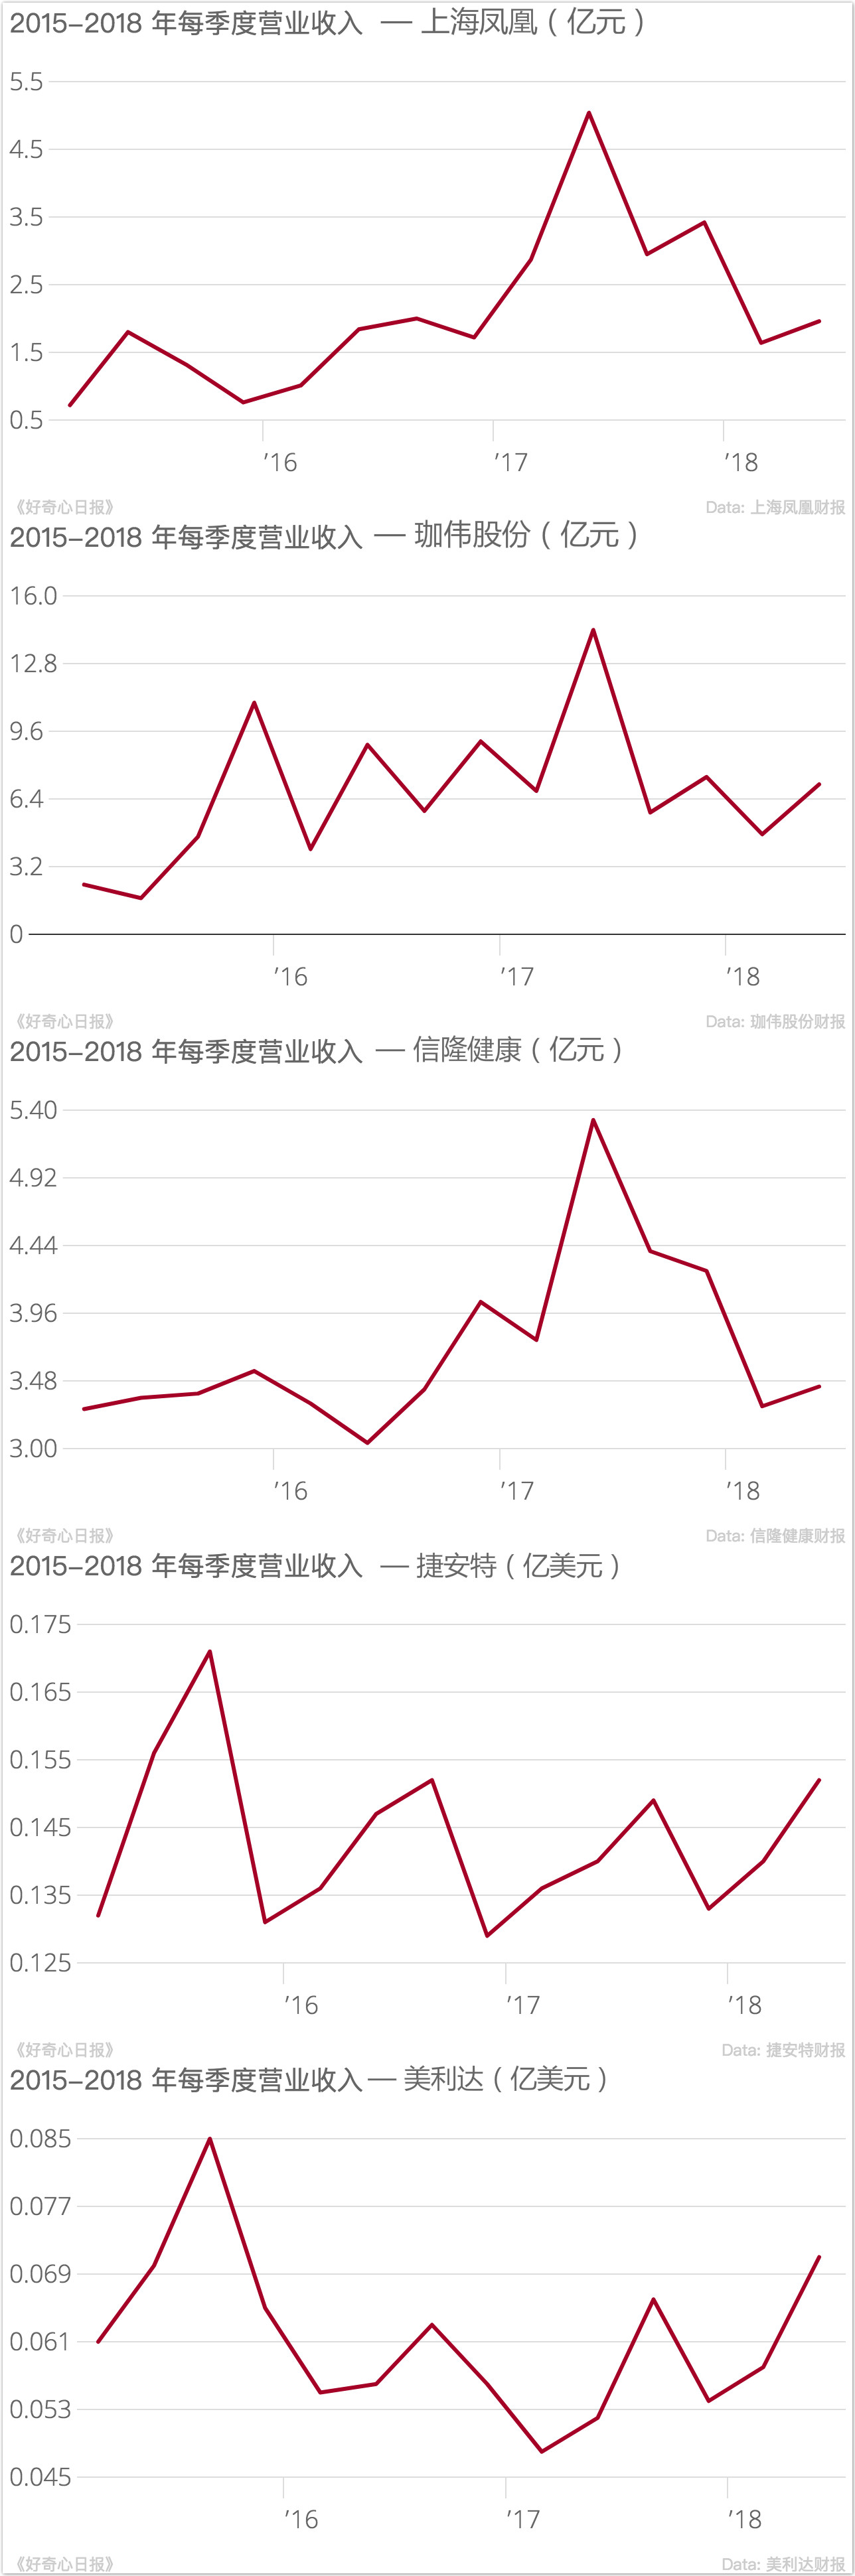 2015-2018 年每季度营业收入 — 上海凤凰（亿元）
5.5
4.5
3.5
2.5
1.5
0.5
’16 ’17 ’18
《好奇心日报》 Data: 上海凤凰财报
2015-2018 年每季度营业收入 — 珈伟股份（亿元）
16.0
12.8
9.6
6.4
3.2
0
’16 ’17 ’18
《好奇心日报》 Data: 珈伟股份财报
2015-2018 年每季度营业收入 — 信隆健康（亿元）
5.40
4.92
4.44
3.96
3.48
3.00
’16 ’17 ’18
《好奇心日报》 Data: 信隆健康财报
2015-2018 年每季度营业收入 — 捷安特（亿美元）
0.175
0.165
0.155
0.145
0.135
0.125
’16 ’17 ’18
《好奇心日报》 Data: 捷安特财报
2015-2018 年每季度营业收入 — 美利达（亿美元）
0.085
0.077
0.069
0.061
0.053
0.045
’16 ’17 ’18
《好奇心日报》 Data: 美利达财报